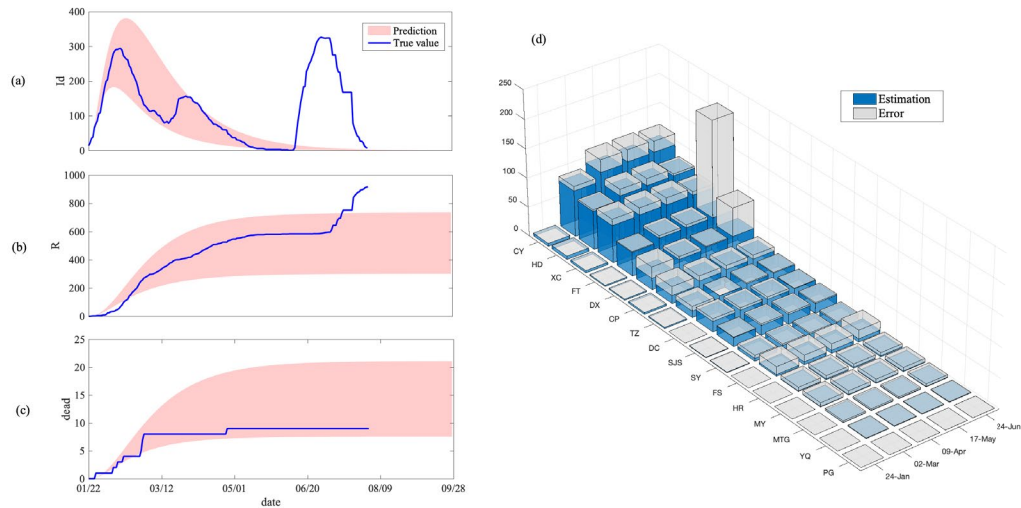 400
300
200
100
0
Id
Prediction
True value
(a)
1000
800
600
400
200
0
R
(b)
25
20
15
10
5
0
dead
(c)
01/22 03/12 05/01 06/20 08/09 09/28
date
(d)
250
200
150
100
50
0
Estimation
Error
CY
HD
XC
FT
DX
CP
TZ
DC
SJS
SY
FS
HR
MY
MTG
YQ
PG
24-Jan
02-Mar
09-Apr
17-May
24-Jun